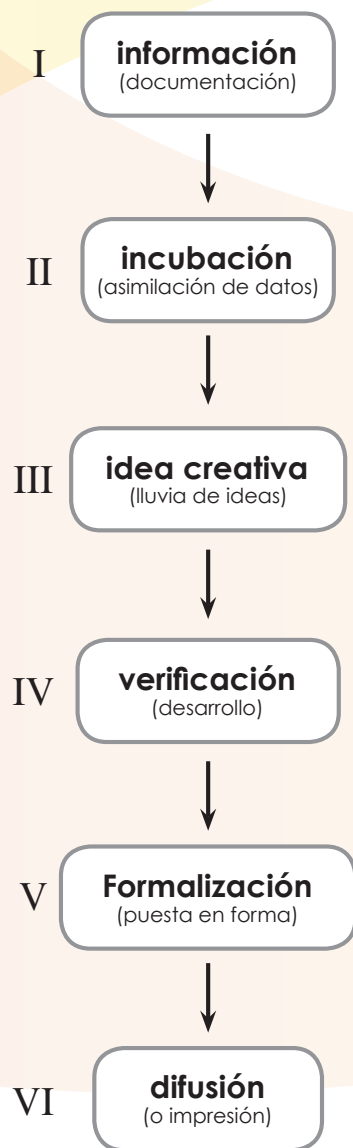 I
información
(documentación)
II
incubación
(asimilación de datos)
III
idea creativa
(lluvia de ideas)
IV
verificación
(desarrollo)
V
Formalización
(puesta en forma)
VI
difusión
(o impresión)